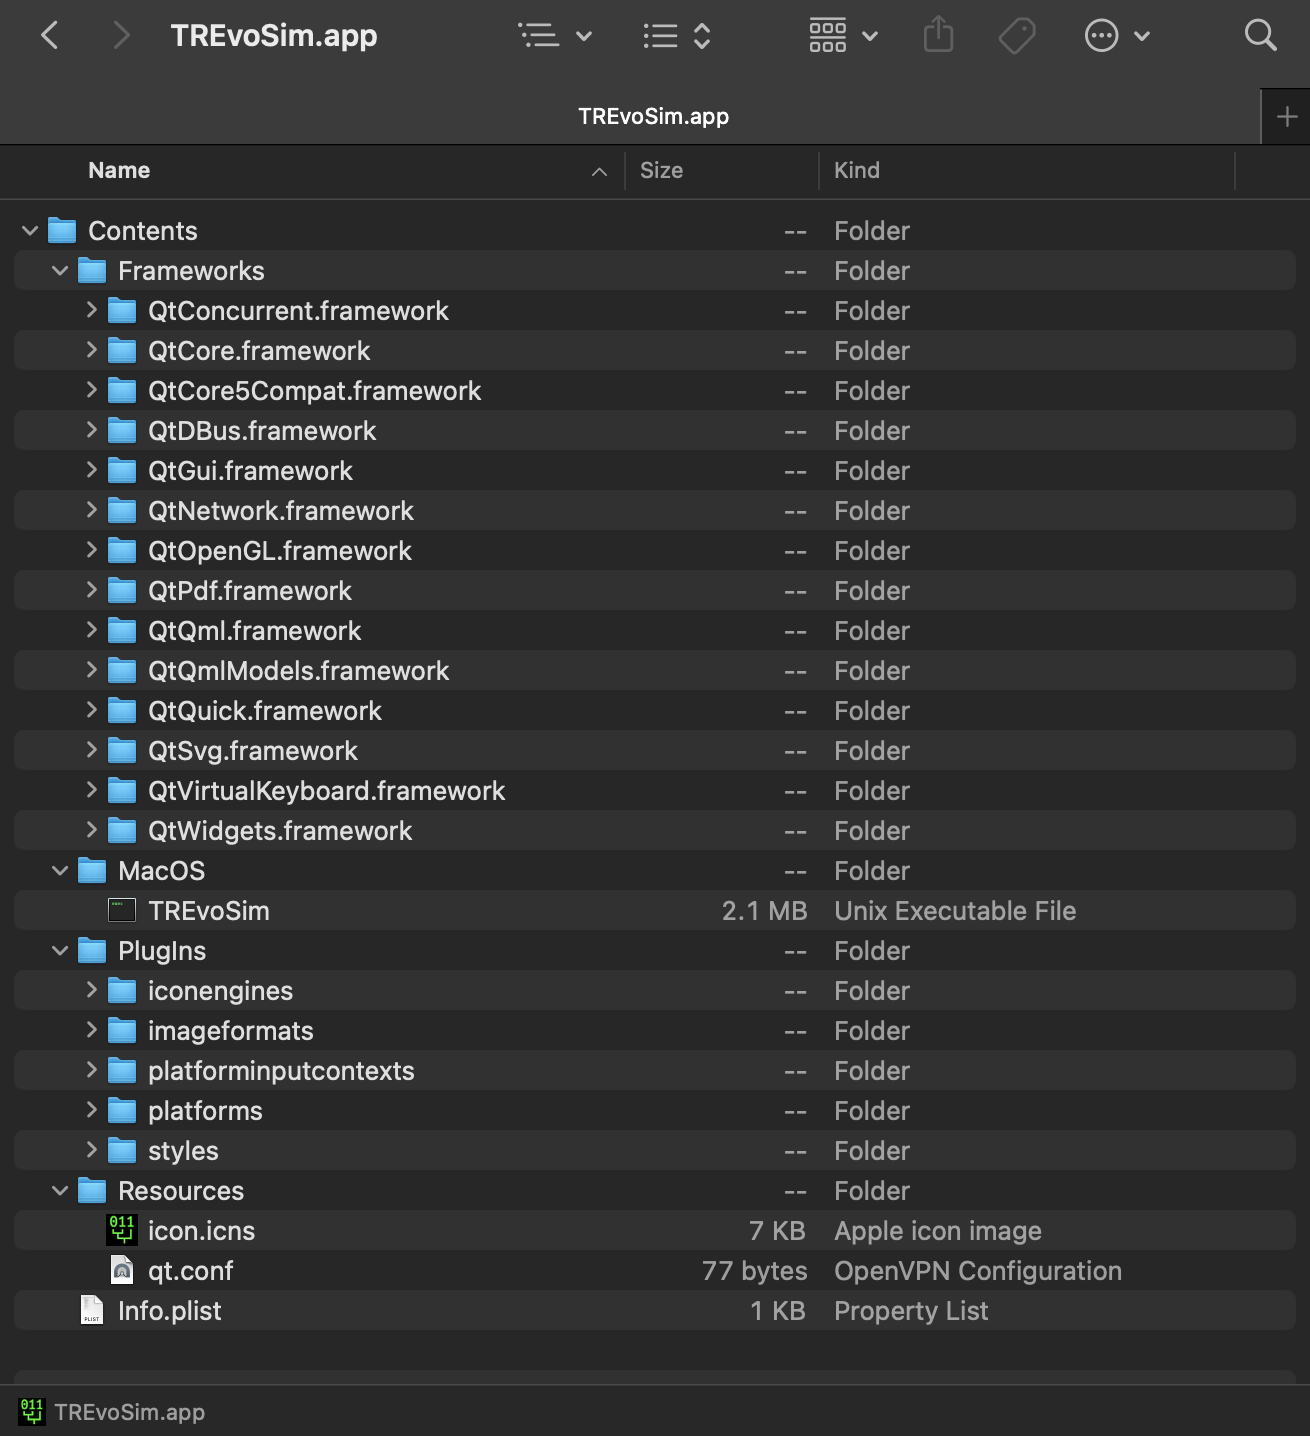 TREvoSim.app
TREvoSim.app
Name Size Kind
Contents -- Folder
Frameworks -- Folder
QtConcurrent.framework -- Folder
QtCore.framework -- Folder
QtCore5Compat.framework -- Folder
QtDBus.framework -- Folder
QtGui.framework -- Folder
QtNetwork.framework -- Folder
QtOpenGL.framework -- Folder
QtPdf.framework -- Folder
QtQml.framework -- Folder
QtQmlModels.framework -- Folder
QtQuick.framework -- Folder
QtSvg.framework -- Folder
QtVirtualKeyboard.framework -- Folder
QtWidgets.framework -- Folder
MacOS -- Folder
TREvoSim 2.1 MB Unix Executable File
PlugIns -- Folder
iconengines -- Folder
imageformats -- Folder
platforminputcontexts -- Folder
platforms -- Folder
styles -- Folder
Resources -- Folder
011 icon.icns 7 KB Apple icon image
qt.conf 77 bytes OpenVPN Configuration
PLIST Info.plist 1 KB Property List
011 TREvoSim.app